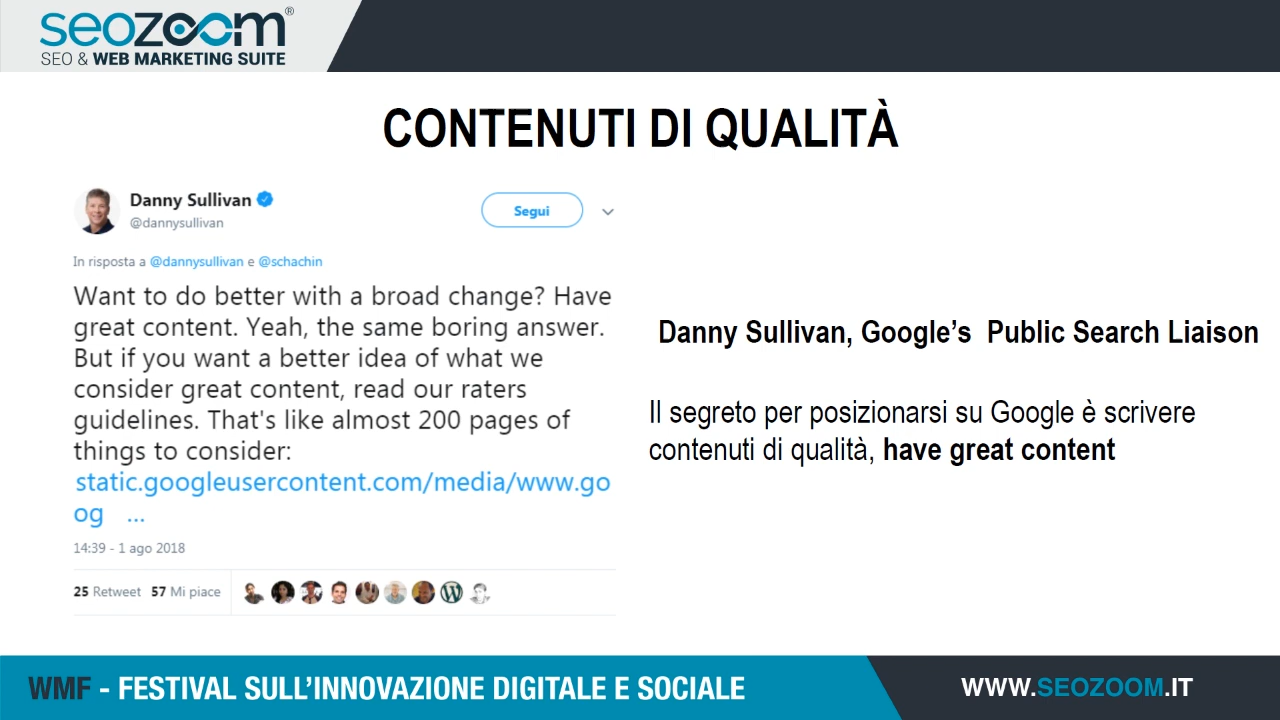 seozoom®
SEO & WEB MARKETING SUITE
CONTENUTI DI QUALITÀ
Danny Sullivan
@dannysullivan
Segui
In risposta a @dannysullivan e @schachin
Want to do better with a broad change? Have
great content. Yeah, the same boring answer.
But if you want a better idea of what we
consider great content, read our raters
guidelines. That's like almost 200 pages of
things to consider:
static.googleusercontent.com/media/www.go
og ...
14:39 - 1 ago 2018
25 Retweet 57 Mi piace
Danny Sullivan, Google’s Public Search Liaison
Il segreto per posizionarsi su Google è scrivere
contenuti di qualità, have great content
WMF - FESTIVAL SULL’INNOVAZIONE DIGITALE E SOCIALE
WWW.SEOZOOM.IT